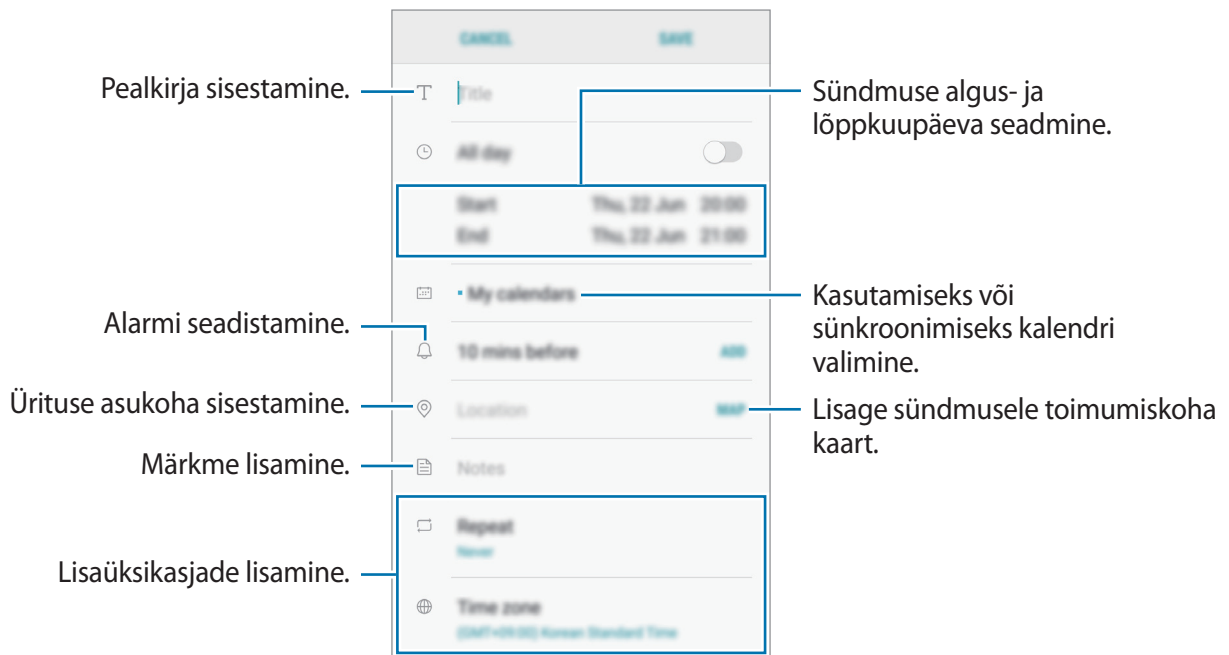 CANCEL SAVE
Pealkirja sisestamine.
Title
Sündmuse algus- ja
lõppkuupäeva seadmine.
All day
Start Thu, 22 Jun 20:00
End Thu, 22 Jun 21:00
My calendars
Kasutamiseks või
sünkroonimiseks kalendri
valimine.
Alarmi seadistamine.
10 mins before ADD
Ürituse asukoha sisestamine.
Location MAP
Lisage sündmusele toimumiskoha
kaart.
Märkme lisamine.
Notes
Repeat
Never
Lisaüksikasjade lisamine.
Time zone
(GMT+09:00) Korean Standard Time